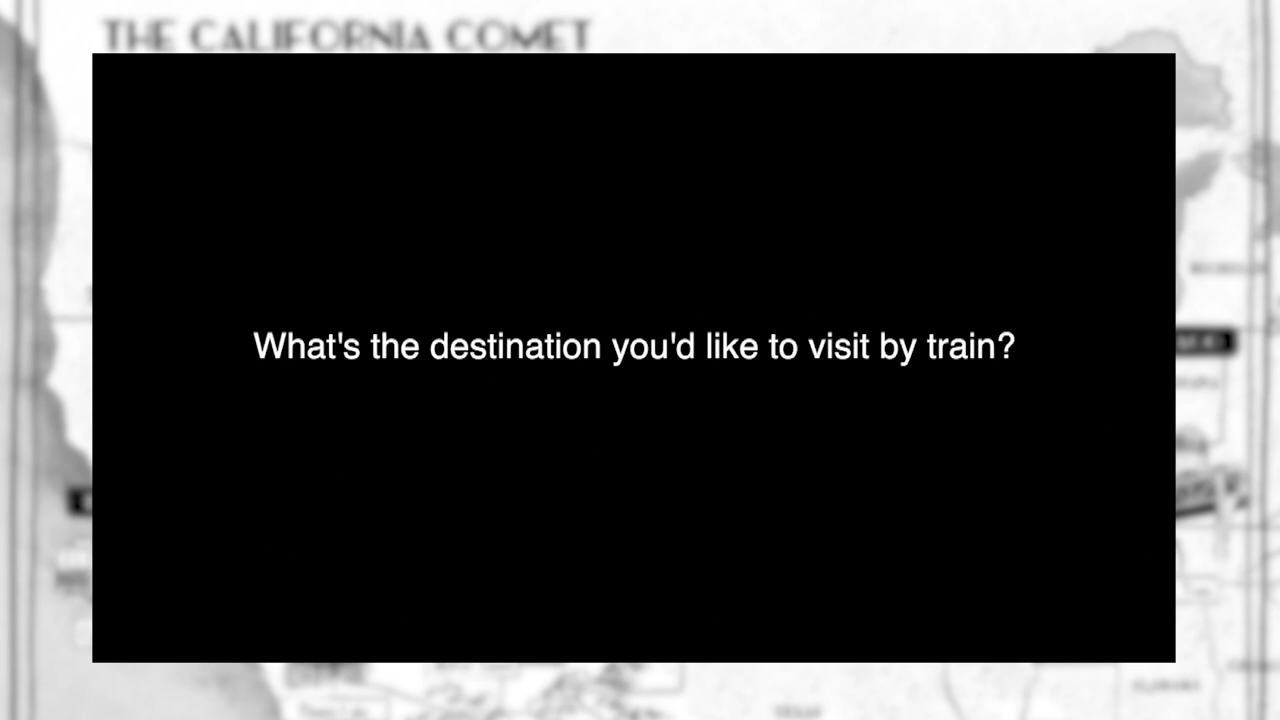 THE CALIFORNIA COMET
What's the destination you'd like to visit by train?